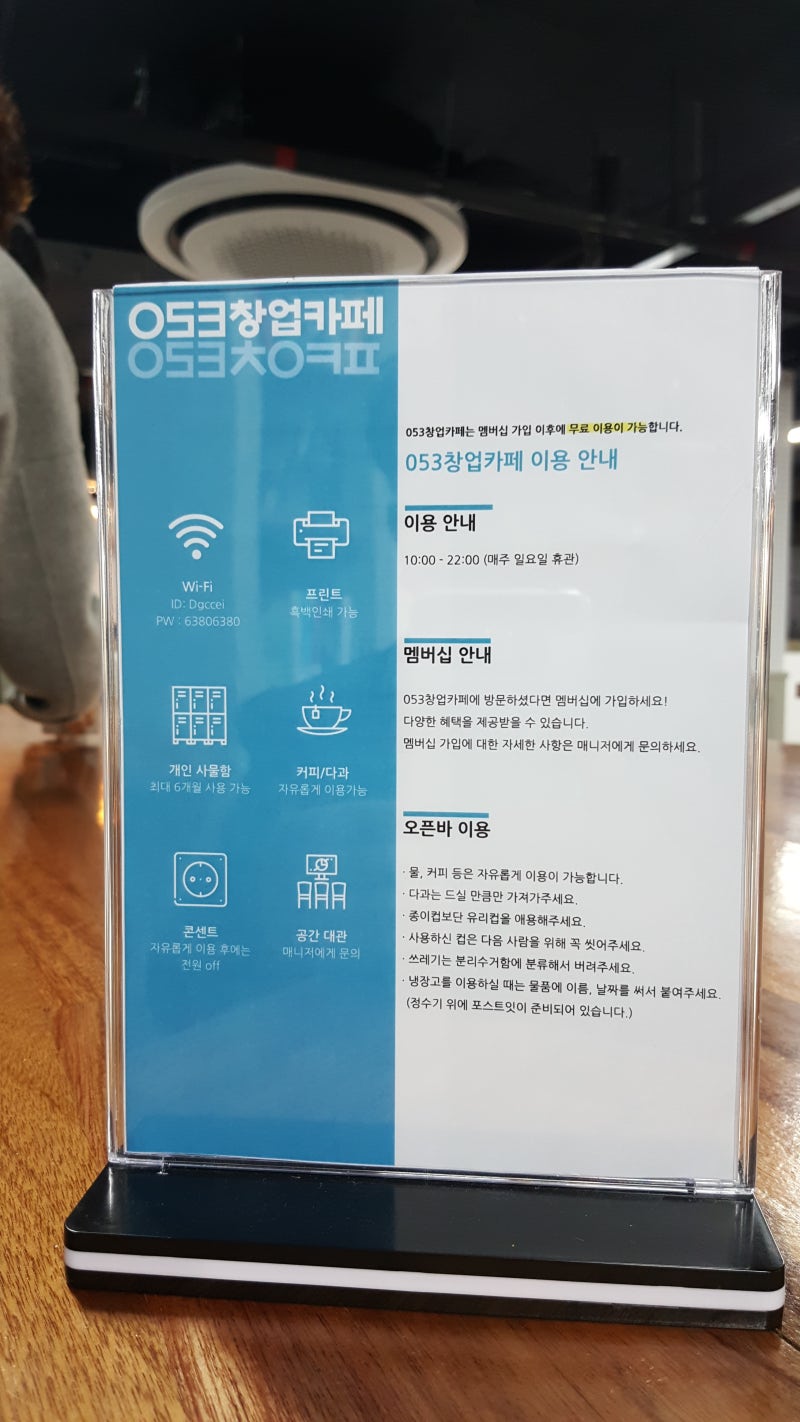 053창업카페
Wi-Fi
ID: Dgccei
PW : 63806380
프린트
흑백인쇄 가능
개인 사물함
최대 6개월 사용 가능
커피/다과
자유롭게 이용가능
콘센트
자유롭게 이용 후에는
전원 off
공간 대관
매니저에게 문의
053창업카페는 멤버십 가입 이후에 무료 이용이 가능합니다.
053창업카페 이용 안내
이용 안내
10:00 - 22:00 (매주 일요일 휴관)
멤버십 안내
053창업카페에 방문하셨다면 멤버십에 가입하세요!
다양한 혜택을 제공받을 수 있습니다.
멤버십 가입에 대한 자세한 사항은 매니저에게 문의하세요.
오픈바 이용
· 물, 커피 등은 자유롭게 이용이 가능합니다.
· 다과는 드실 만큼만 가져가주세요.
· 종이컵보단 유리컵을 애용해주세요.
· 사용하신 컵은 다음 사람을 위해 꼭 씻어주세요.
· 쓰레기는 분리수거함에 분류해서 버려주세요.
· 냉장고를 이용하실 때는 물품에 이름, 날짜를 써서 붙여주세요.
(정수기 위에 포스트잇이 준비되어 있습니다.)